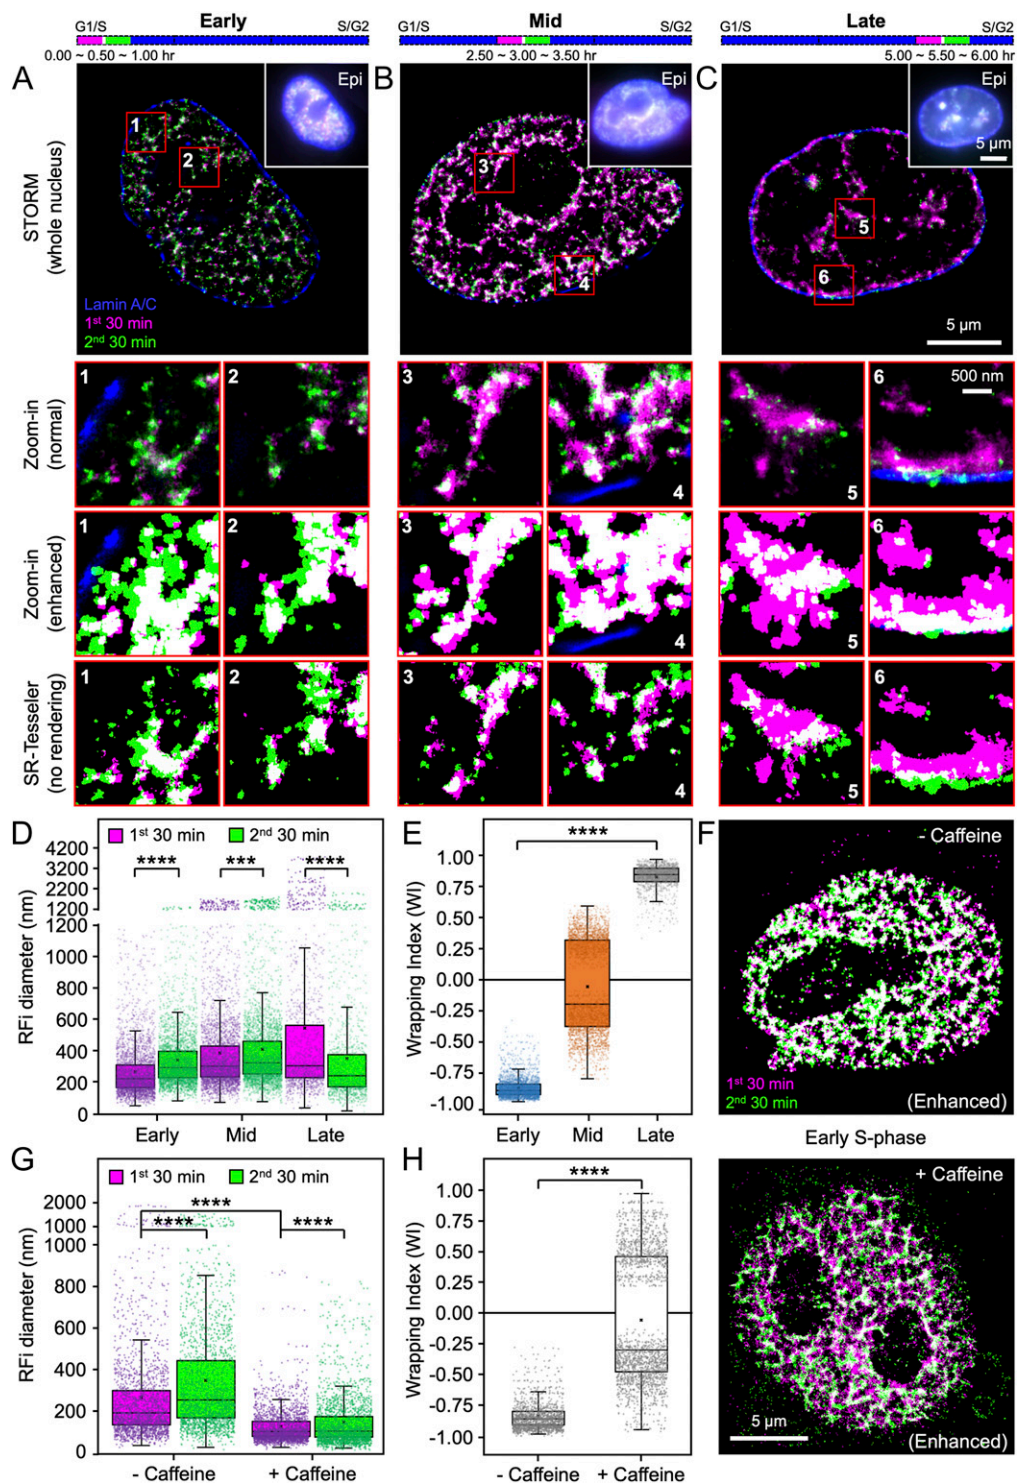 Early
Mid
Late
G1/S
S/G2
G1/S
S/G2
G1/S
S/G2
0.00 ~ 0.50 ~ 1.00 hr
2.50 ~ 3.00 ~ 3.50 hr
5.00 ~ 5.50 ~ 6.00 hr
A
Epi
B
Epi
C
Epi
5 µm
1
2
3
4
5
6
STORM
(whole nucleus)
Lamin A/C
1st 30 min
2nd 30 min
5 µm
Zoom-in
(normal)
1
2
3
4
5
6
500 nm
Zoom-in
(enhanced)
1
2
3
4
5
6
SR-Tesseler
(no rendering)
1
2
3
4
5
6
D
1st 30 min
2nd 30 min
RFi diameter (nm)
4200
3200
2200
1200
1200
1000
800
600
400
200
0
****
***
****
Early
Mid
Late
E
Wrapping Index (WI)
1.00
0.75
0.50
0.25
0.00
-0.25
-0.50
-0.75
-1.00
****
Early
Mid
Late
F
- Caffeine
1st 30 min
2nd 30 min
(Enhanced)
Early S-phase
+ Caffeine
5 µm
(Enhanced)
G
1st 30 min
2nd 30 min
RFi diameter (nm)
2000
1000
1000
800
600
400
200
0
****
****
****
- Caffeine
+ Caffeine
H
Wrapping Index (WI)
1.00
0.75
0.50
0.25
0.00
-0.25
-0.50
-0.75
-1.00
****
- Caffeine
+ Caffeine